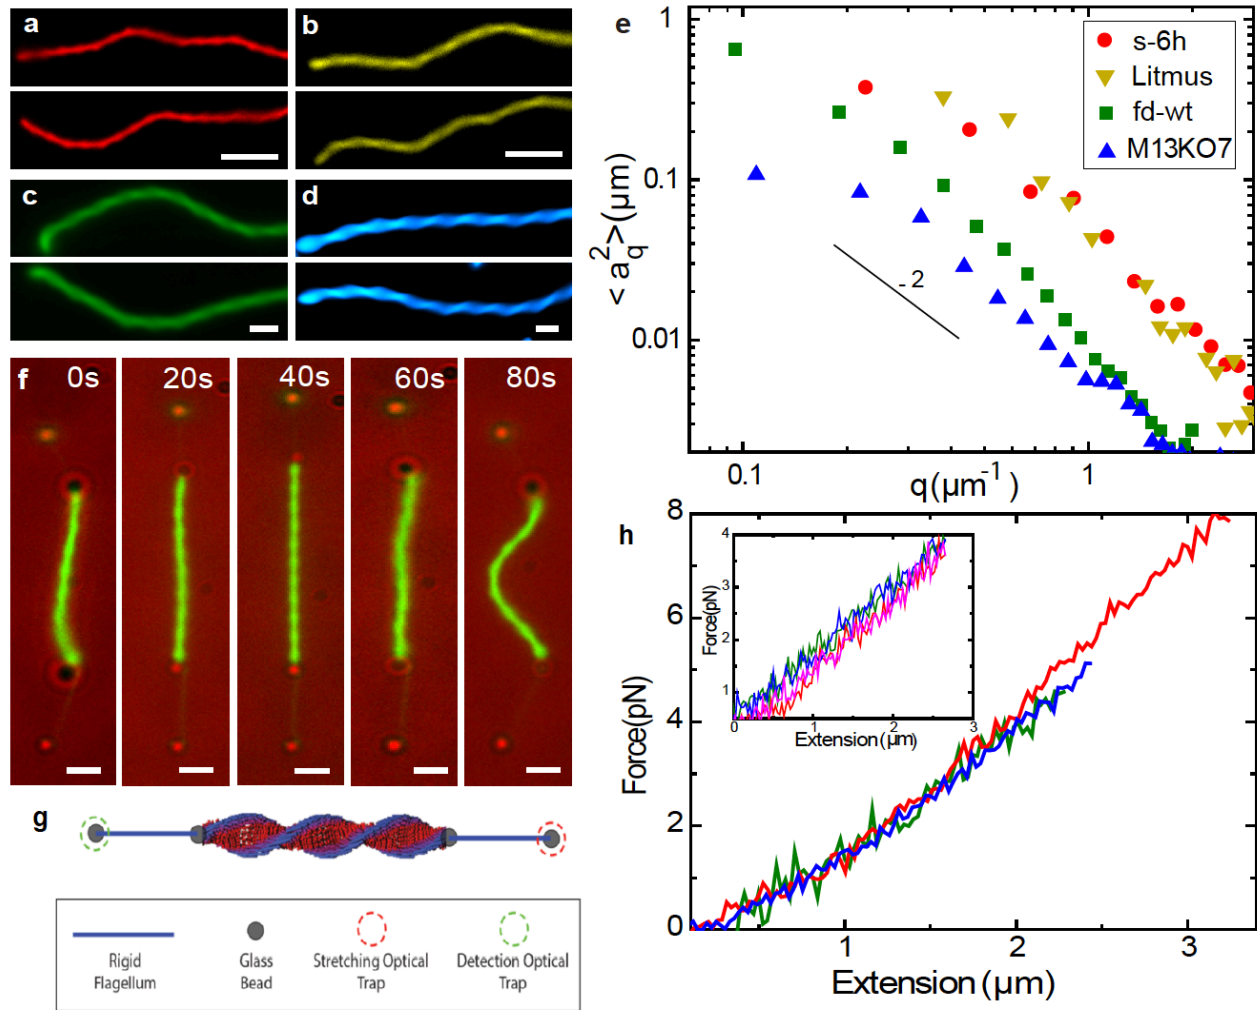 a
b
c
d
e
1
0.1
0.01
< a²q > (µm)
s-6h
Litmus
fd-wt
M13KO7
- 2
0.1
1
q(µm⁻¹)
f
0s
20s
40s
60s
80s
g
Rigid
Flagellum
Glass
Bead
Stretching Optical
Trap
Detection Optical
Trap
h
8
6
4
2
0
Force(pN)
1
2
3
Extension (µm)
4
3
2
1
Force(pN)
0
1
2
3
Extension (µm)